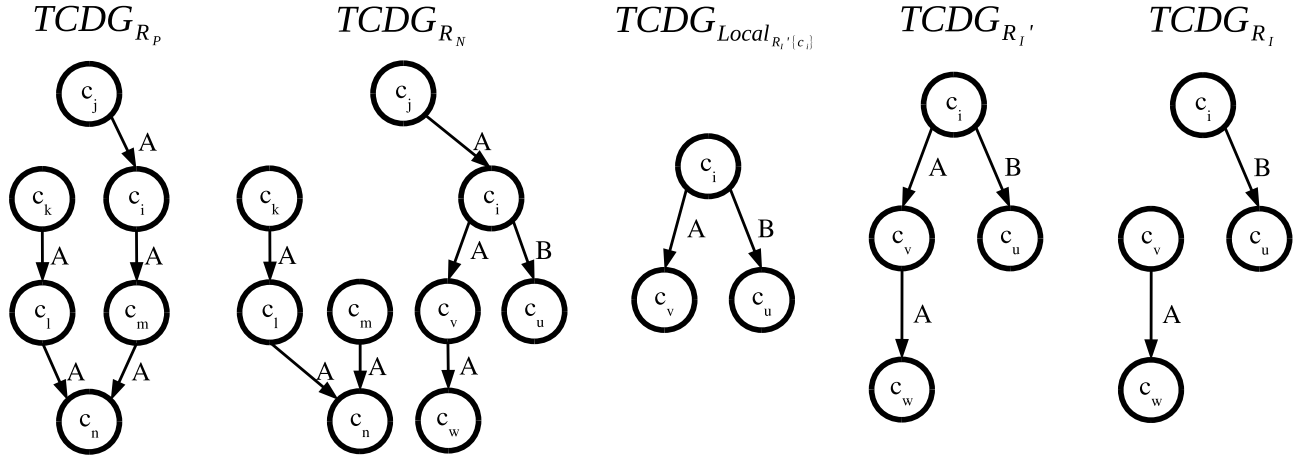 TCDG_{R_P}
c_j
A
c_k
c_i
A
A
c_l
c_m
A
A
c_n
TCDG_{R_N}
c_j
A
c_k
c_i
A
A
B
c_l
c_m
c_v
c_u
A
A
A
c_n
c_w
TCDG_{Local_{R_I'{c_i}}}
c_i
A
B
c_v
c_u
TCDG_{R_I'}
c_i
A
B
c_v
c_u
A
c_w
TCDG_{R_I}
c_i
B
c_v
c_u
A
c_w